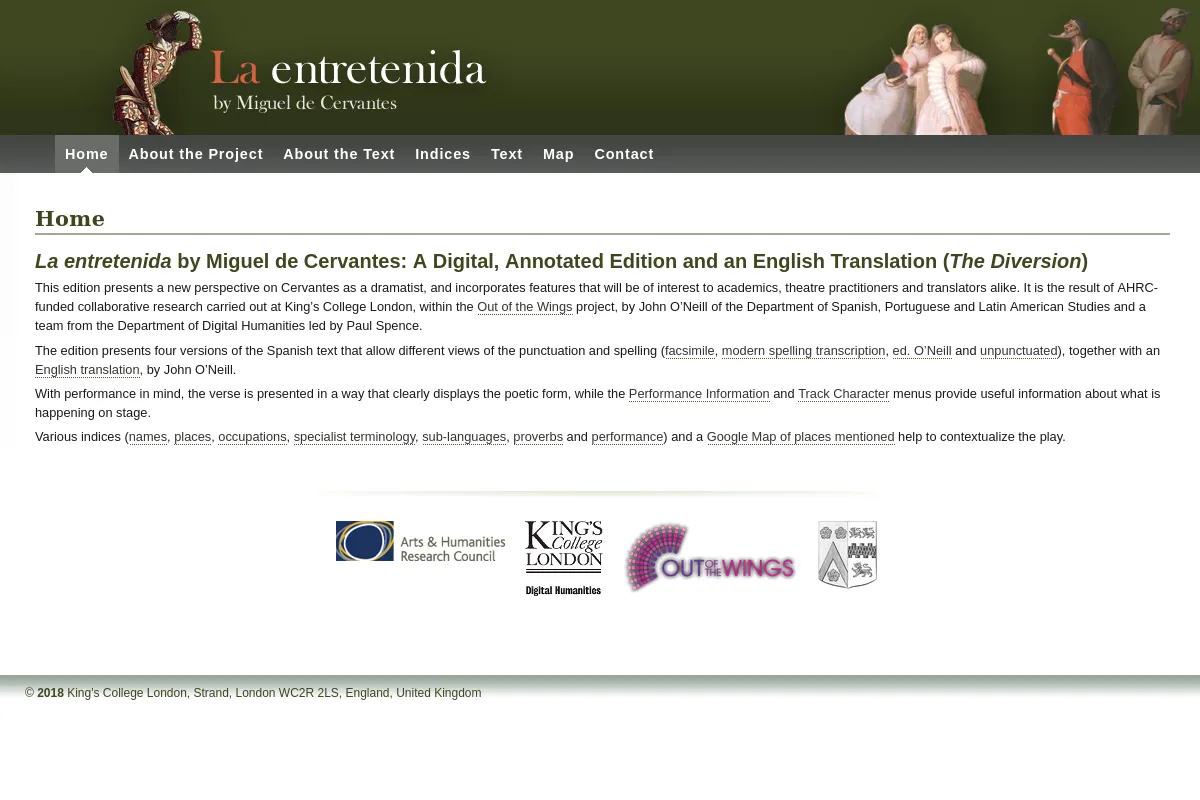 La entretenida
by Miguel de Cervantes
Home About the Project About the Text Indices Text Map Contact
Home
La entretenida by Miguel de Cervantes: A Digital, Annotated Edition and an English Translation (The Diversion)
This edition presents a new perspective on Cervantes as a dramatist, and incorporates features that will be of interest to academics, theatre practitioners and translators alike. It is the result of AHRC-
funded collaborative research carried out at King's College London, within the Out of the Wings project, by John O’Neill of the Department of Spanish, Portuguese and Latin American Studies and a
team from the Department of Digital Humanities led by Paul Spence.
The edition presents four versions of the Spanish text that allow different views of the punctuation and spelling (facsimile, modern spelling transcription, ed. O’Neill and unpunctuated), together with an
English translation, by John O’Neill.
With performance in mind, the verse is presented in a way that clearly displays the poetic form, while the Performance Information and Track Character menus provide useful information about what is
happening on stage.
Various indices (names, places, occupations, specialist terminology, sub-languages, proverbs and performance) and a Google Map of places mentioned help to contextualize the play.
Arts & Humanities
Research Council
KING'S
College
LONDON
Digital Humanities
OUT OF THE WINGS
© 2018 King's College London, Strand, London WC2R 2LS, England, United Kingdom